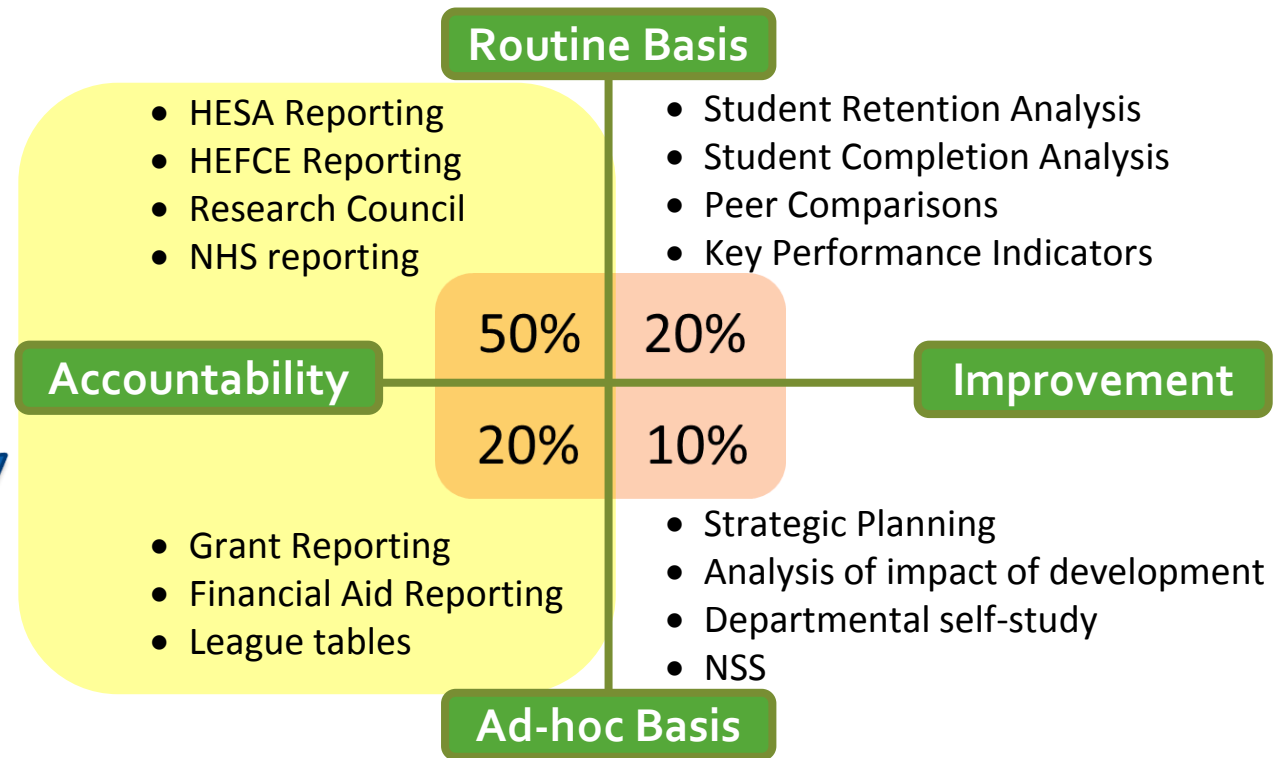 Routine Basis
• HESA Reporting
• HEFCE Reporting
• Research Council
• NHS reporting
• Student Retention Analysis
• Student Completion Analysis
• Peer Comparisons
• Key Performance Indicators
50%
20%
Accountability
Improvement
20%
10%
• Grant Reporting
• Financial Aid Reporting
• League tables
• Strategic Planning
• Analysis of impact of development
• Departmental self-study
• NSS
Ad-hoc Basis